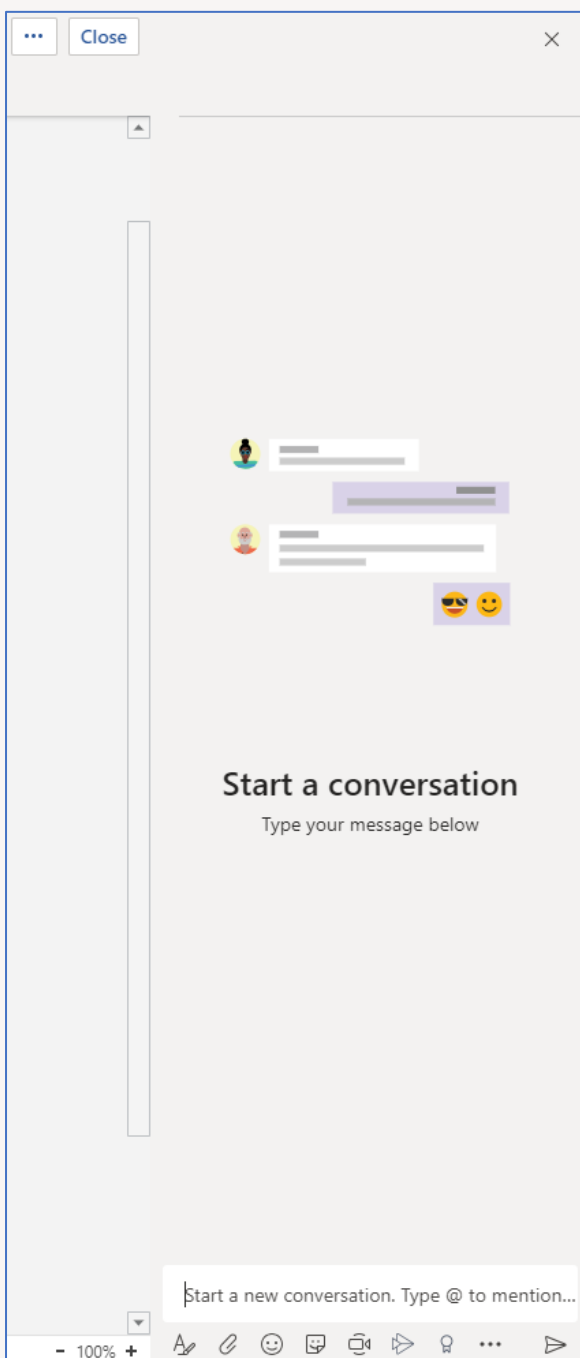 ... Close
Start a conversation
Type your message below
Start a new conversation. Type @ to mention...
- 100% +